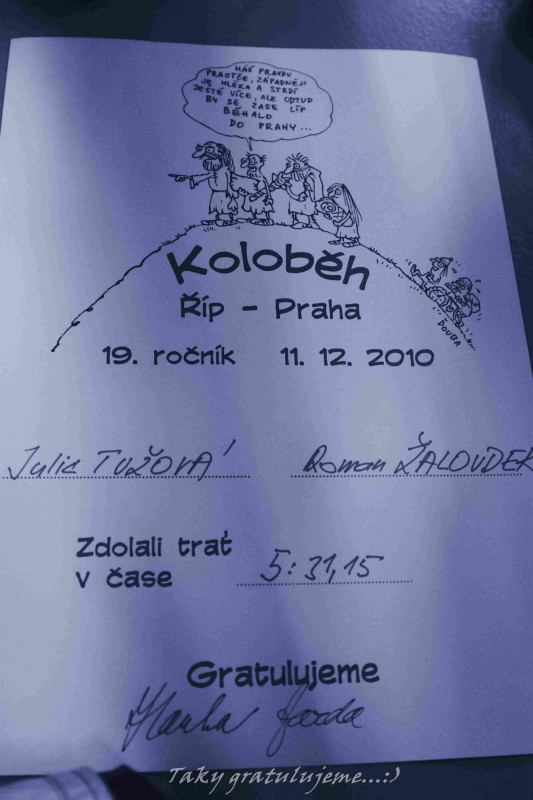 MÁŠ PRAVDU
PRAOTČE, ZÁPADNĚJI
JE MLÉKA A STRDÍ
JEŠTĚ VÍCE, ALE ODTUD
BY SE ZASE LÍP
BĚHALO
DO PRAHY...
Koloběh
Říp - Praha
DOUBA
19. ročník 11. 12. 2010
Julie TUŽOVÁ Roman ŽALOUDEK
Zdolali trať
v čase 5:31,15
Gratulujeme
Taky gratulujeme...:)